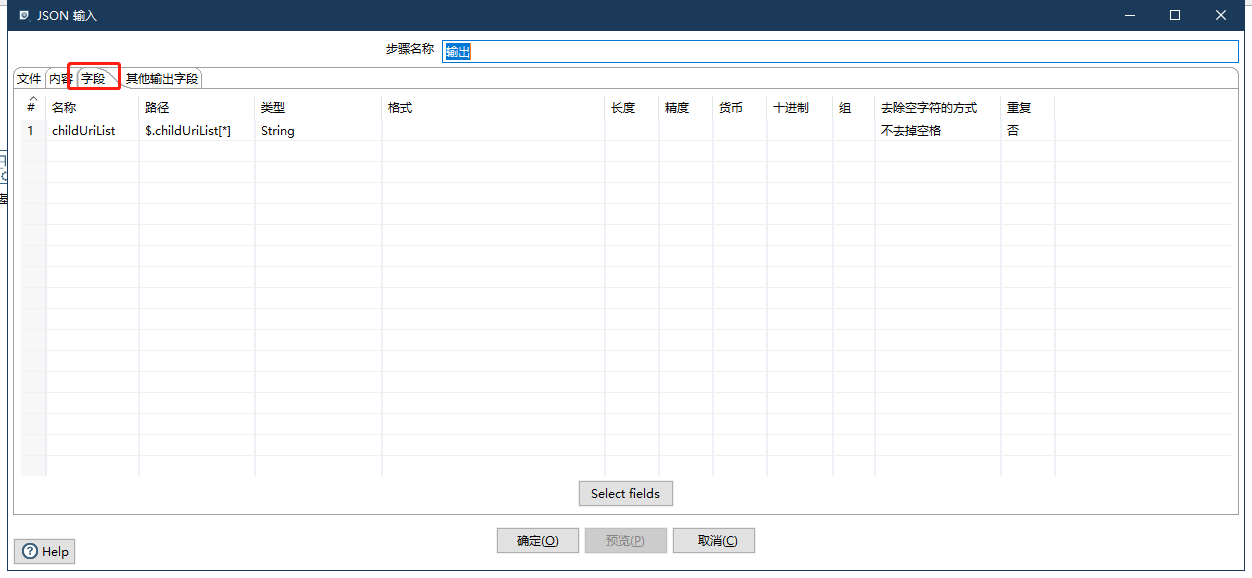 JSON 输入
步骤名称 输出
文件 内容 字段 其他输出字段
# 名称 路径 类型 格式 长度 精度 货币 十进制 组 去除空字符的方式 重复
1 childUriList $.childUriList[*] String 不去掉空格 否
Select fields
确定(O) 预览(P) 取消(C)
Help